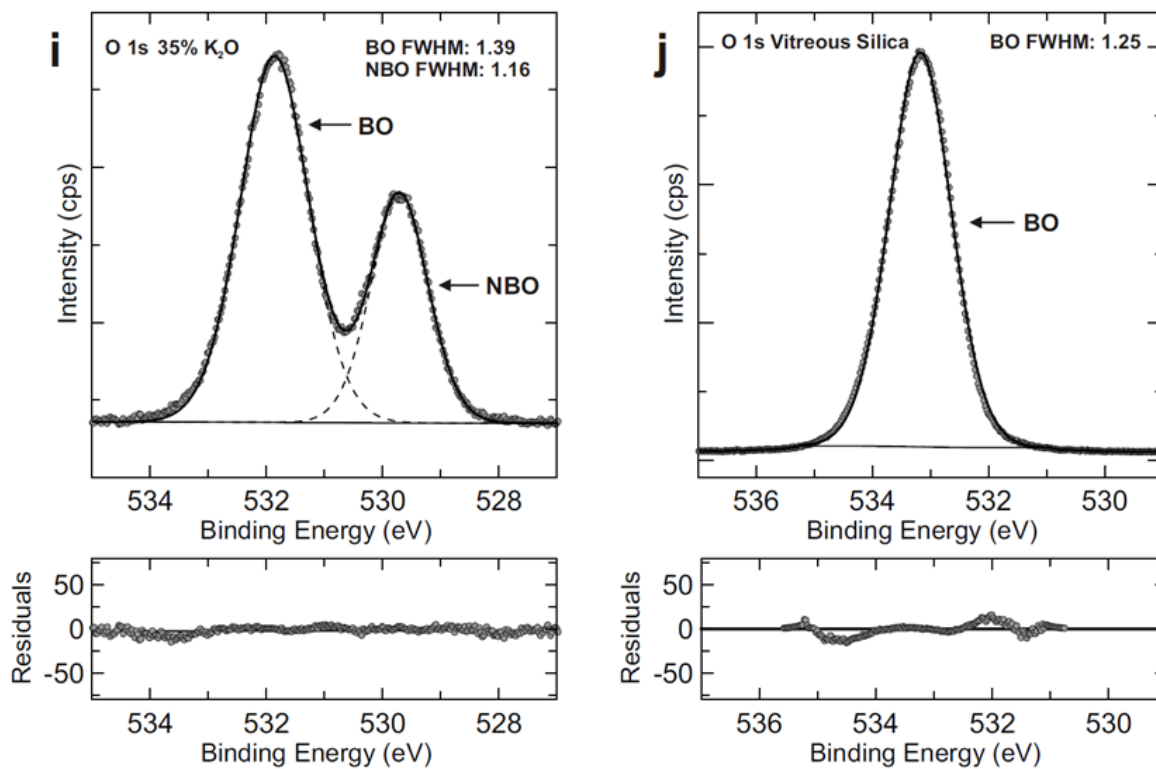 i
O 1s 35% K₂O
BO FWHM: 1.39
NBO FWHM: 1.16
BO
NBO
Intensity (cps)
534 532 530 528
Binding Energy (eV)
50
0
-50
Residuals
534 532 530 528
Binding Energy (eV)
j
O 1s Vitreous Silica
BO FWHM: 1.25
BO
Intensity (cps)
536 534 532 530
Binding Energy (eV)
50
0
-50
Residuals
536 534 532 530
Binding Energy (eV)